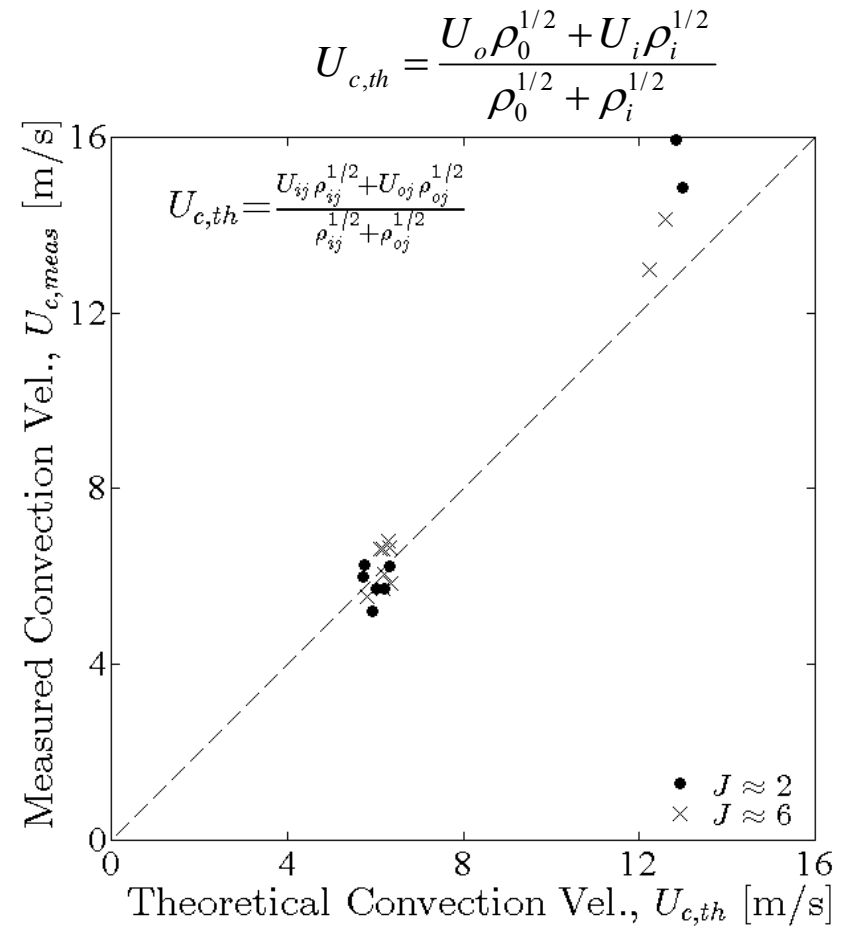 U_{c,th} = \frac{U_o ρ_0^{1/2} + U_i ρ_i^{1/2}}{ρ_0^{1/2} + ρ_i^{1/2}}
U_{c,th} = \frac{U_{ij} ρ_{ij}^{1/2} + U_{oj} ρ_{oj}^{1/2}}{ρ_{ij}^{1/2} + ρ_{oj}^{1/2}}
Measured Convection Vel., U_{c,meas} [m/s]
16
12
8
4
0
J ≈ 2
J ≈ 6
0 4 8 12 16
Theoretical Convection Vel., U_{c,th} [m/s]